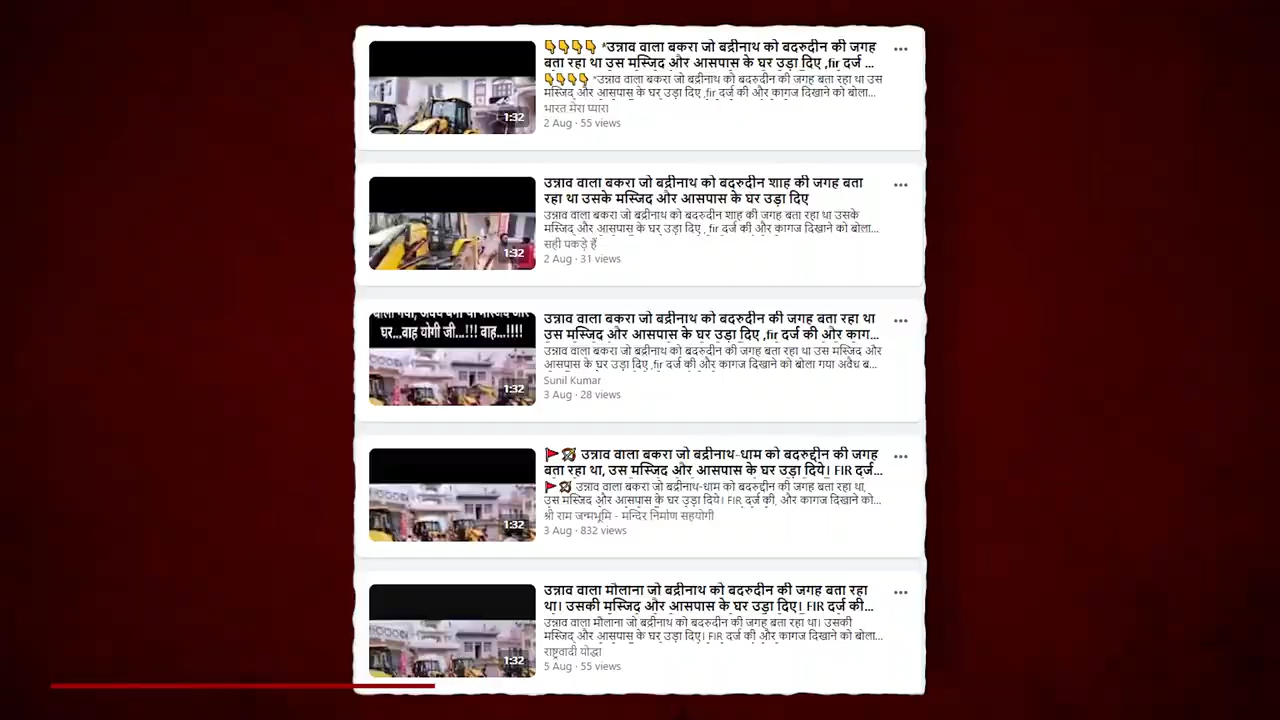 👇👇👇👇 *उन्नाव वाला बकरा जो बद्रीनाथ को बदरुदीन की जगह
बता रहा था उस मस्जिद और आसपास के घर उड़ा दिए ,fir दर्ज ...
👇👇👇👇 *उन्नाव वाला बकरा जो बद्रीनाथ को बदरुदीन की जगह बता रहा था उस
मस्जिद और आसपास के घर उड़ा दिए ,fir दर्ज की और कागज दिखाने को बोला...
भारत मेरा प्यारा
2 Aug · 55 views
1:32
उन्नाव वाला बकरा जो बद्रीनाथ को बदरुदीन शाह की जगह बता
रहा था उसके मस्जिद और आसपास के घर उड़ा दिए
उन्नाव वाला बकरा जो बद्रीनाथ को बदरुदीन शाह की जगह बता रहा था उसके
मस्जिद और आसपास के घर उड़ा दिए , fir दर्ज की और कागज दिखाने को बोला...
सही पकड़े हैं
2 Aug · 31 views
1:32
घर...वाह योगी जी...!!! वाह...!!!!
उन्नाव वाला बकरा जो बद्रीनाथ को बदरुदीन की जगह बता रहा था
उस मस्जिद और आसपास के घर उड़ा दिए ,fir दर्ज की और काग...
उन्नाव वाला बकरा जो बद्रीनाथ को बदरुदीन की जगह बता रहा था उस मस्जिद और
आसपास के घर उड़ा दिए ,fir दर्ज की और कागज दिखाने को बोला गया अवैध ब...
Sunil Kumar
3 Aug · 28 views
1:32
🚩🏹 उन्नाव वाला बकरा जो बद्रीनाथ-धाम को बदरुद्दीन की जगह
बता रहा था, उस मस्जिद और आसपास के घर उड़ा दिये। FIR दर्ज...
🚩🏹 उन्नाव वाला बकरा जो बद्रीनाथ-धाम को बदरुद्दीन की जगह बता रहा था,
उस मस्जिद और आसपास के घर उड़ा दिये। FIR दर्ज की, और कागज दिखाने को...
श्री राम जन्मभूमि - मन्दिर निर्माण सहयोगी
3 Aug · 832 views
1:32
उन्नाव वाला मौलाना जो बद्रीनाथ को बदरुदीन की जगह बता रहा
था। उसकी मस्जिद और आसपास के घर उड़ा दिए। FIR दर्ज की...
उन्नाव वाला मौलाना जो बद्रीनाथ को बदरुदीन की जगह बता रहा था। उसकी
मस्जिद और आसपास के घर उड़ा दिए। FIR दर्ज की और कागज दिखाने को बोला...
राष्ट्रवादी योद्धा
5 Aug · 55 views
1:32